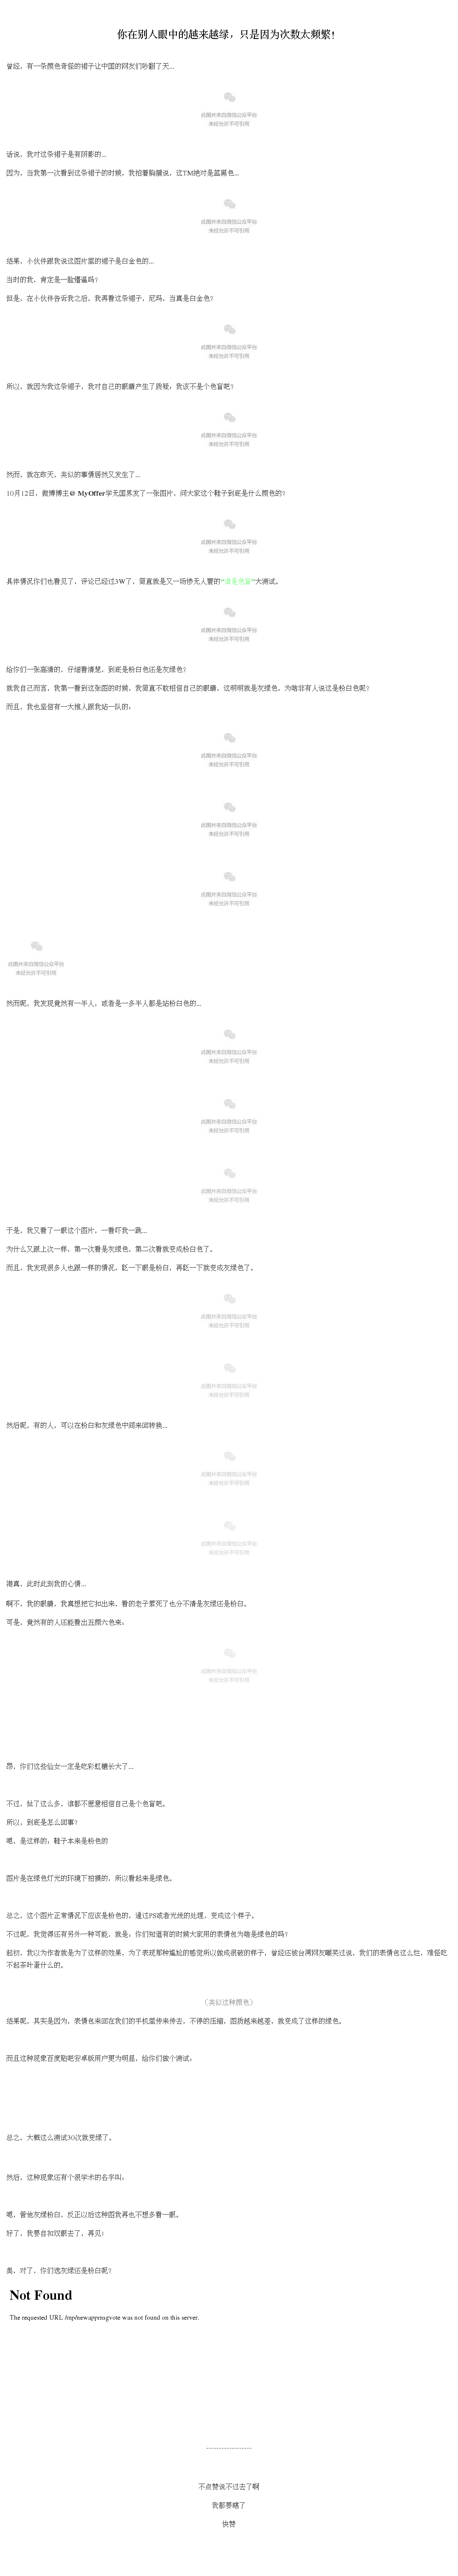 你在别人眼中的越来越绿，只是因为次数太频繁！
曾经，有一条颜色奇怪的裙子让中国的网友们吵翻了天...
此图片来自微信公众平台
未经允许不可引用
话说，我对这条裙子是有阴影的...
因为，当我第一次看到这条裙子的时候，我拍着胸脯说，这TM绝对是蓝黑色...
此图片来自微信公众平台
未经允许不可引用
结果，小伙伴跟我说这图片里的裙子是白金色的...
当时的我，肯定是一脸懵逼吗？
但是，在小伙伴告诉我之后，我再看这条裙子，尼玛，当真是白金色？
此图片来自微信公众平台
未经允许不可引用
所以，就因为我这条裙子，我对自己的眼睛产生了质疑，我该不是个色盲吧？
此图片来自微信公众平台
未经允许不可引用
然而，就在昨天，类似的事情居然又发生了...
10月12日，微博博主@ MyOffer学无国界发了一张图片，问大家这个鞋子到底是什么颜色的？
此图片来自微信公众平台
未经允许不可引用
具体情况你们也看见了，评论已经过3W了，简直就是又一场惨无人寰的“谁是色盲”大测试。
此图片来自微信公众平台
未经允许不可引用
给你们一张高清的，仔细看清楚，到底是粉白色还是灰绿色？
就我自己而言，我第一看到这张图的时候，我简直不敢相信自己的眼睛，这明明就是灰绿色，为啥非有人说这是粉白色呢？
而且，我也坚信有一大推人跟我站一队的：
此图片来自微信公众平台
未经允许不可引用
此图片来自微信公众平台
未经允许不可引用
此图片来自微信公众平台
未经允许不可引用
此图片来自微信公众平台
未经允许不可引用
然而呢，我发现竟然有一半人，或者是一多半人都是站粉白色的...
此图片来自微信公众平台
未经允许不可引用
此图片来自微信公众平台
未经允许不可引用
此图片来自微信公众平台
未经允许不可引用
于是，我又看了一眼这个图片，一看吓我一跳...
为什么又跟上次一样，第一次看是灰绿色，第二次看就变成粉白色了。
而且，我发现很多人也跟一样的情况，眨一下眼是粉白，再眨一下就变成灰绿色了。
此图片来自微信公众平台
未经允许不可引用
此图片来自微信公众平台
未经允许不可引用
然后呢，有的人，可以在粉白和灰绿色中间来回转换...
此图片来自微信公众平台
未经允许不可引用
此图片来自微信公众平台
未经允许不可引用
港真，此时此刻我的心情...
啊不，我的眼睛，我真想把它扣出来，看的老子累死了也分不清是灰绿还是粉白。
可是，竟然有的人还能看出五颜六色来：
此图片来自微信公众平台
未经允许不可引用
昂，你们这些仙女一定是吃彩虹糖长大了...
不过，扯了这么多，谁都不愿意相信自己是个色盲吧。
所以，到底是怎么回事？
嗯，是这样的，鞋子本来是粉色的
图片是在绿色灯光的环境下拍摄的，所以看起来是绿色。
总之，这个图片正常情况下应该是粉色的，通过PS或者光线的处理，变成这个样子。
不过呢，我觉得还有另外一种可能，就是：你们知道有的时候大家用的表情包为啥是绿色的吗？
起初，我以为作者就是为了这样的效果，为了表现那种尴尬的感觉所以做成很破的样子，曾经还被台湾网友嘲笑过说，我们的表情包这么烂，难怪吃不起茶叶蛋什么的。
（类似这种颜色）
结果呢，其实是因为，表情包来回在我们的手机里传来传去，不停的压缩，图质越来越差，就变成了这样的绿色。
而且这种现象百度贴吧安卓版用户更为明显，给你们做个测试：
总之，大概这么测试30次就变绿了。
然后，这种现象还有个很学术的名字叫：
嗯，管他灰绿粉白，反正以后这种图我再也不想多看一眼。
好了，我要自扣双眼去了，再见！
奥，对了，你们选灰绿还是粉白呢？
Not Found
The requested URL /mp/newappmsgvote was not found on this server.
------------------
不点赞说不过去了啊
我都要瞎了
快赞